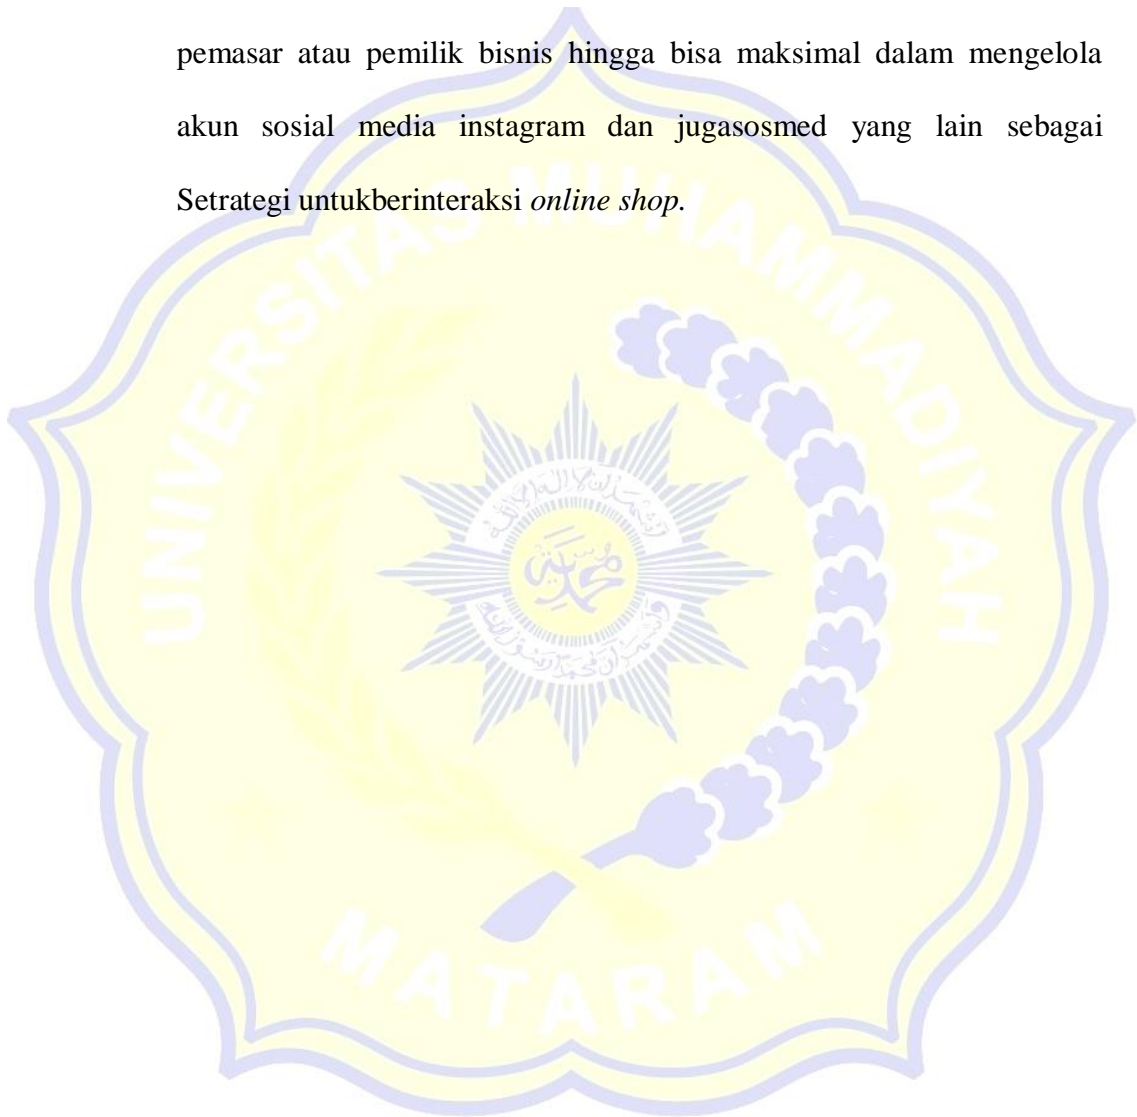 pemasar atau pemilik bisnis hingga bisa maksimal dalam mengelola
akun sosial media instagram dan jugasosmed yang lain sebagai
Setrategi untukberinteraksi online shop.
UNIVERSITAS MUHAMMADIYAH
MATARAM